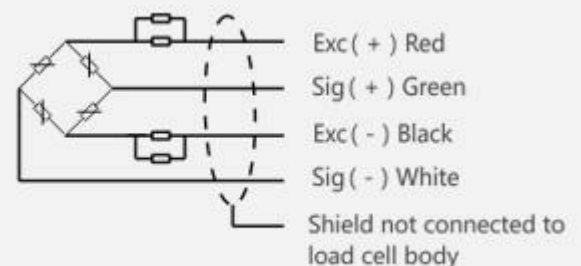 Exc( + ) Red
Sig( + ) Green
Exc( - ) Black
Sig( - ) White
Shield not connected to
load cell body